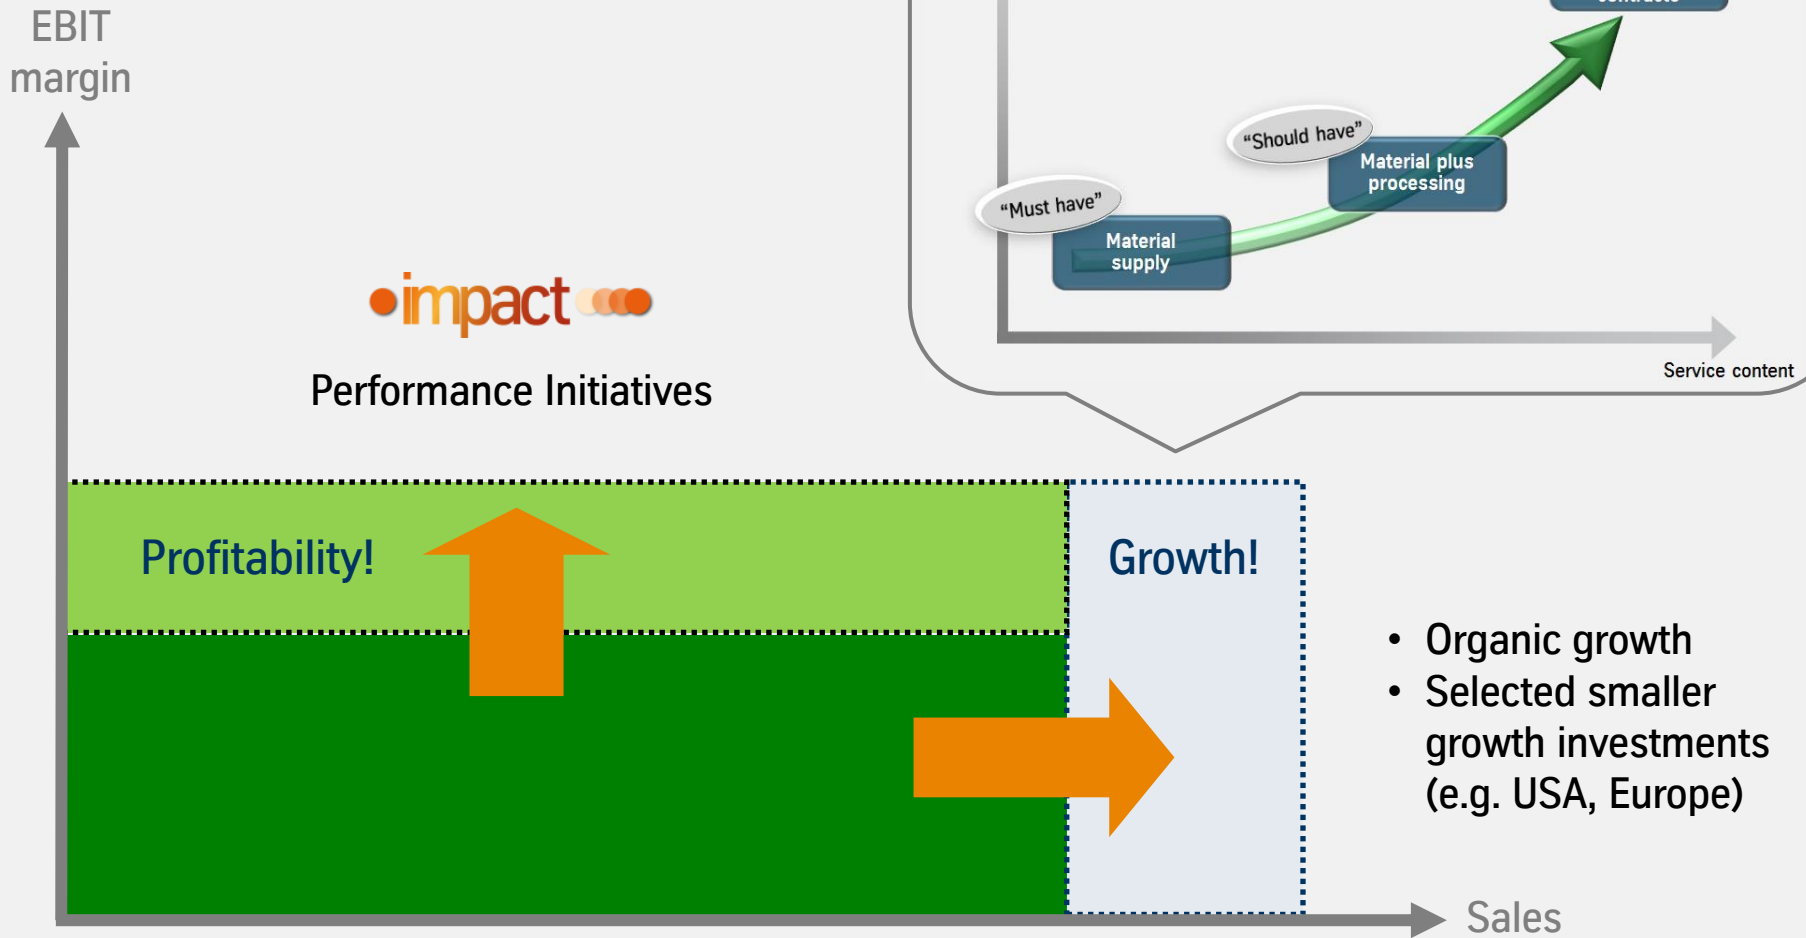 EBIT
margin
“Should have”
Material plus
processing
“Must have”
Material
supply
Service content
impact
Performance Initiatives
Profitability!
Growth!
• Organic growth
• Selected smaller
growth investments
(e.g. USA, Europe)
Sales